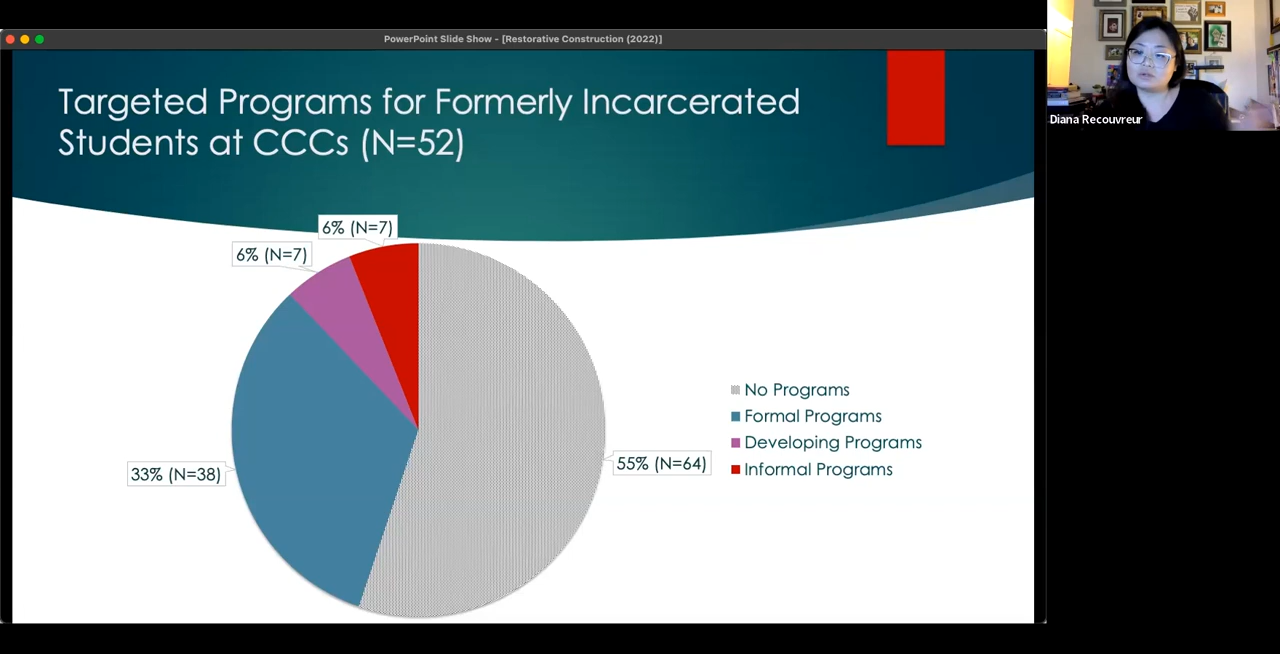 PowerPoint Slide Show - [Restorative Construction (2022)]
Targeted Programs for Formerly Incarcerated
Students at CCCs (N=52)
6% (N=7)
6% (N=7)
33% (N=38)
55% (N=64)
No Programs
Formal Programs
Developing Programs
Informal Programs
Diana Recouvreur